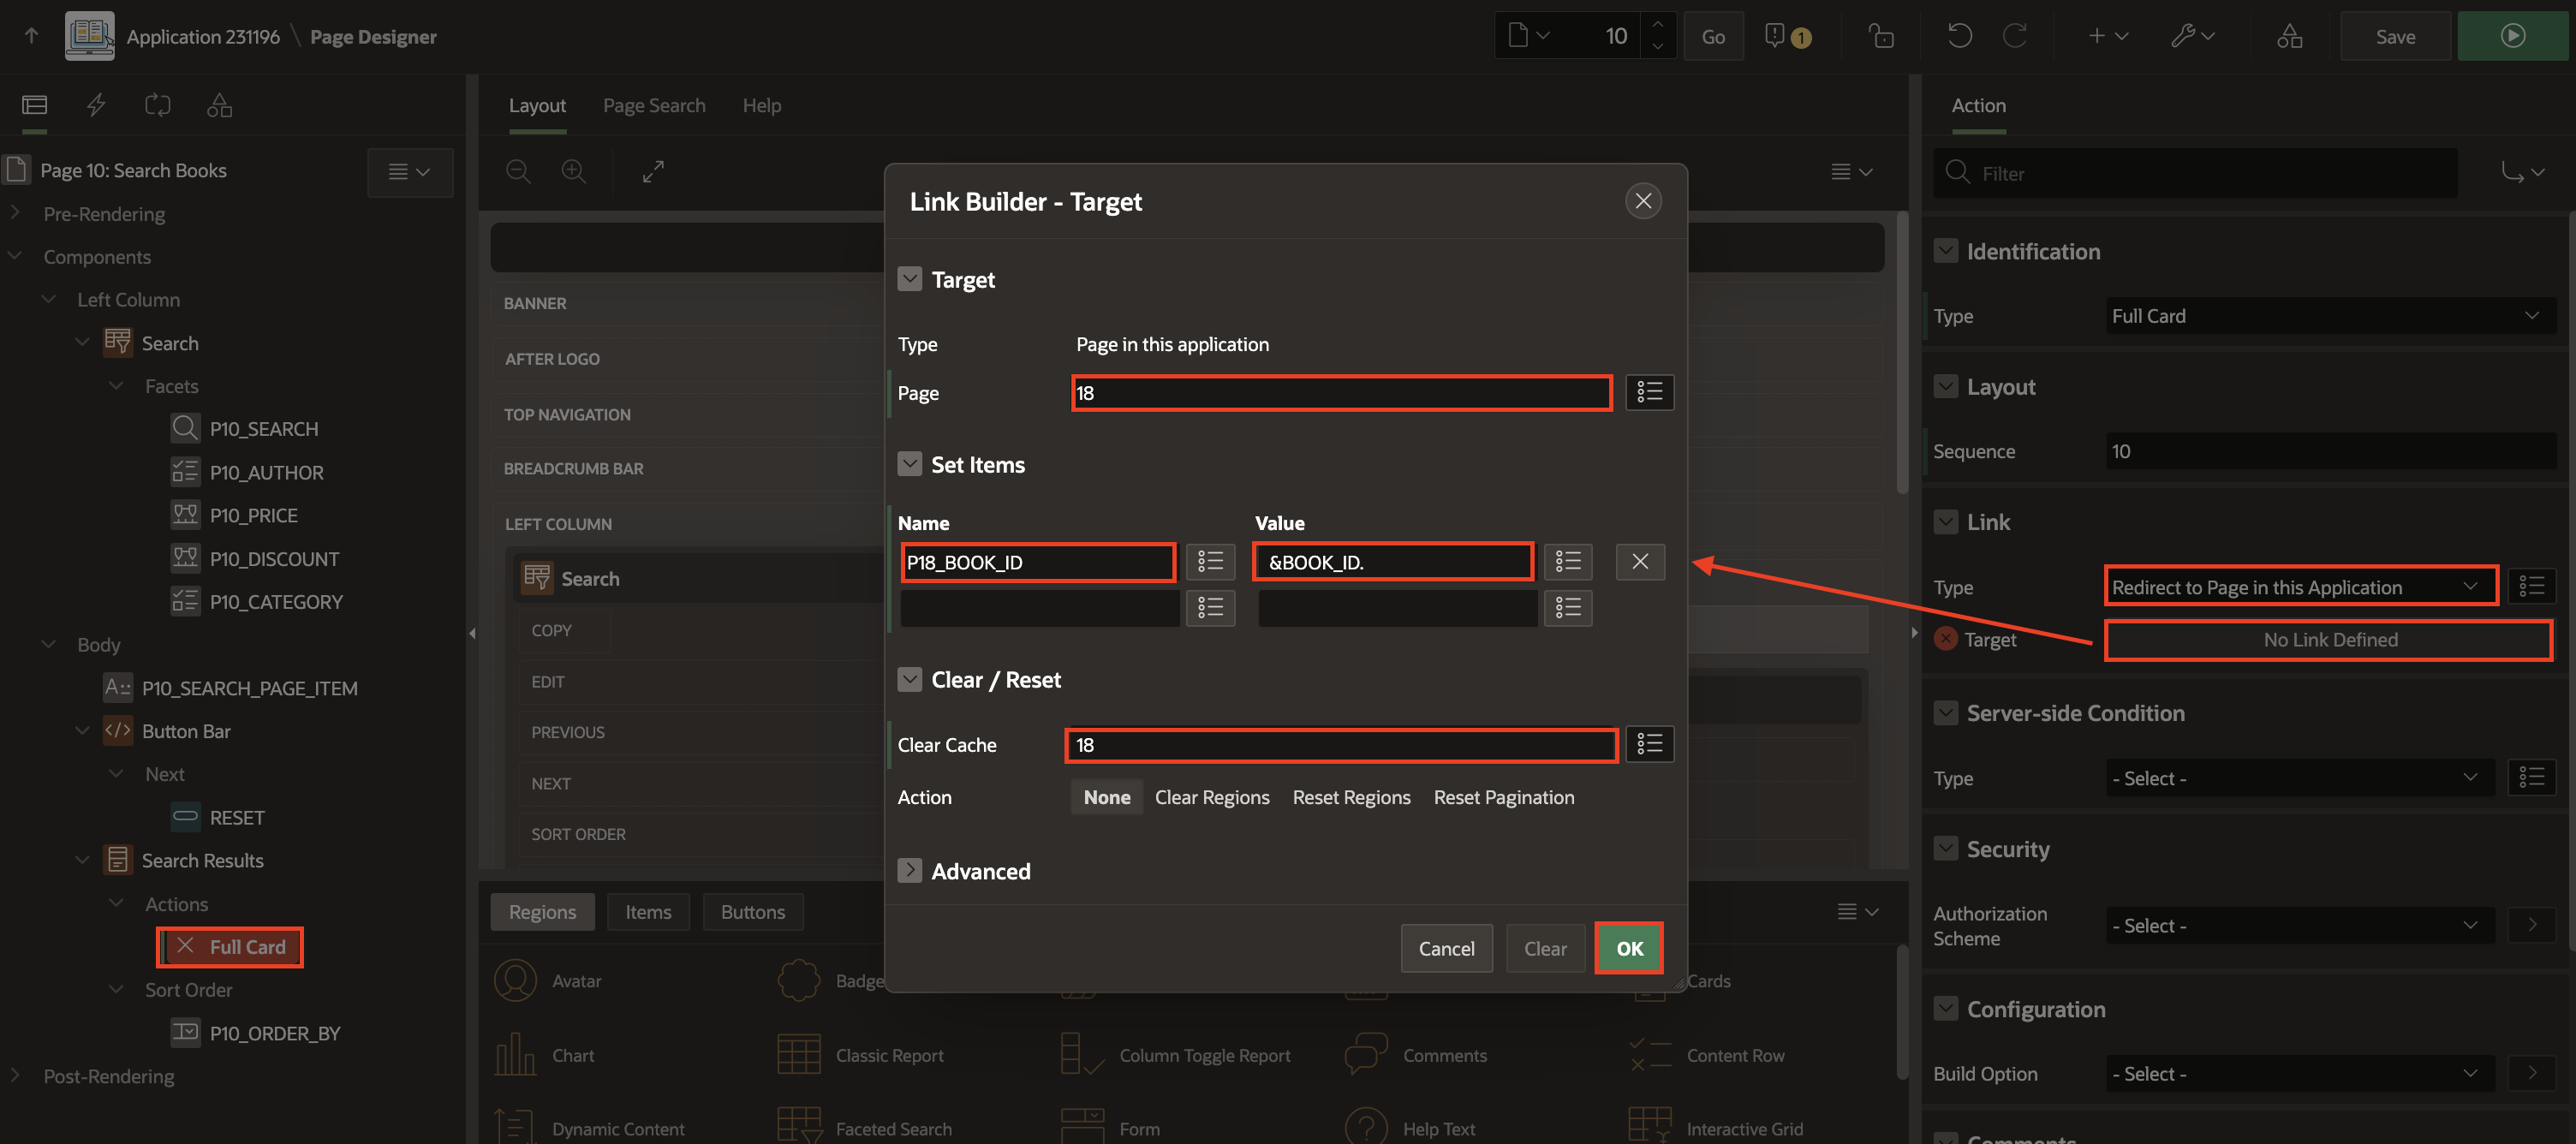 Application 231196 \ Page Designer
10
Go
1
Save
Layout
Page Search
Help
Page 10: Search Books
Pre-Rendering
Components
Left Column
Search
Facets
P10_SEARCH
P10_AUTHOR
P10_PRICE
P10_DISCOUNT
P10_CATEGORY
Body
P10_SEARCH_PAGE_ITEM
Button Bar
Next
RESET
Search Results
Actions
Full Card
Sort Order
P10_ORDER_BY
Post-Rendering
BANNER
AFTER LOGO
TOP NAVIGATION
BREADCRUMB BAR
LEFT COLUMN
Search
COPY
EDIT
PREVIOUS
NEXT
SORT ORDER
Regions
Items
Buttons
Avatar
Badge
Cards
Chart
Classic Report
Column Toggle Report
Comments
Content Row
Dynamic Content
Faceted Search
Form
Help Text
Interactive Grid
Link Builder - Target
Target
Type Page in this application
Page 18
Set Items
Name Value
P18_BOOK_ID &BOOK_ID.
Clear / Reset
Clear Cache 18
Action None Clear Regions Reset Regions Reset Pagination
Advanced
Cancel
Clear
OK
Action
Filter
Identification
Type Full Card
Layout
Sequence 10
Link
Type Redirect to Page in this Application
Target No Link Defined
Server-side Condition
Type - Select -
Security
Authorization
Scheme
- Select -
Configuration
Build Option - Select -
Comments